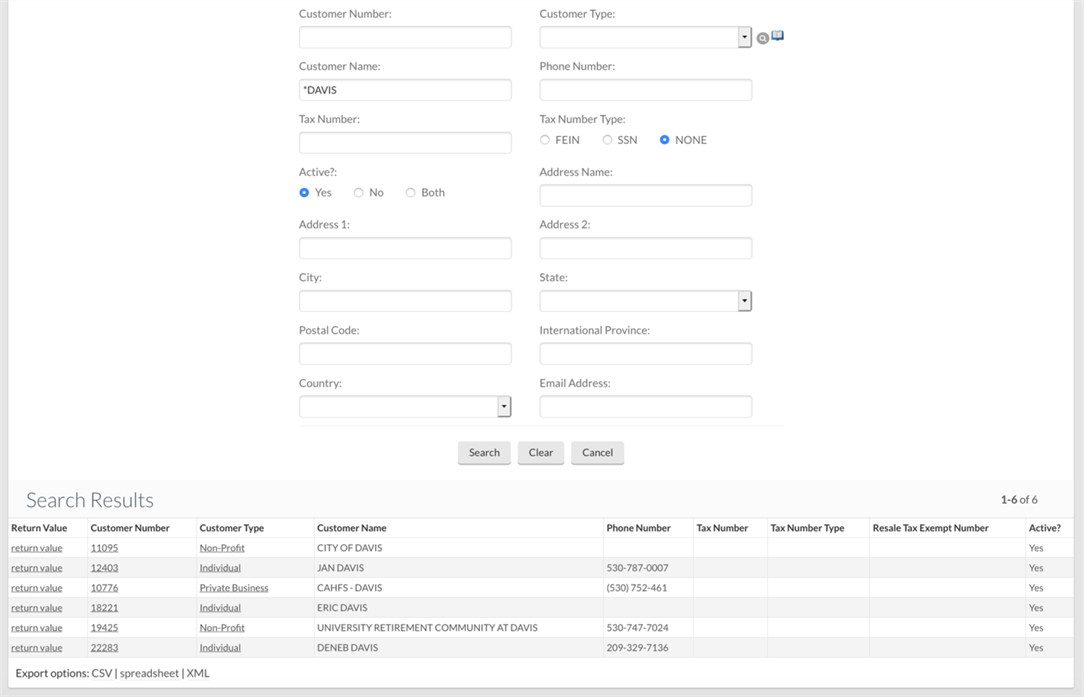 Customer Number: Customer Type:
Customer Name: Phone Number:
*DAVIS
Tax Number: Tax Number Type:
FEIN SSN NONE
Active?: Address Name:
Yes No Both
Address 1: Address 2:
City: State:
Postal Code: International Province:
Country: Email Address:
Search Clear Cancel
Search Results 1-6 of 6
Return Value Customer Number Customer Type Customer Name Phone Number Tax Number Tax Number Type Resale Tax Exempt Number Active?
return value 11095 Non-Profit CITY OF DAVIS Yes
return value 12403 Individual JAN DAVIS 530-787-0007 Yes
return value 10776 Private Business CAHFS - DAVIS (530) 752-461 Yes
return value 18221 Individual ERIC DAVIS Yes
return value 19425 Non-Profit UNIVERSITY RETIREMENT COMMUNITY AT DAVIS 530-747-7024 Yes
return value 22283 Individual DENEB DAVIS 209-329-7136 Yes
Export options: CSV | spreadsheet | XML